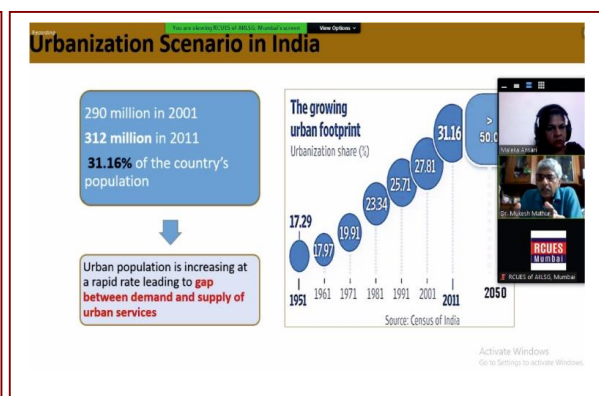 Recording
You are viewing RCUES of AIILSG, Mumbai's screen
View Options
Urbanization Scenario in India
290 million in 2001
312 million in 2011
31.16% of the country's
population
Urban population is increasing at
a rapid rate leading to gap
between demand and supply of
urban services
The growing
urban footprint
Urbanization share (%)
17.29
17.97
19.91
23.34
25.71
27.81
31.16
>
50.0
1951
1961
1971
1981
1991
2001
2011
2050
Source: Census of India
Dr. Mukesh Mathur
RCUES
Mumbai
RCUES of AIILSG, Mumbai
Activate Windows
Go to Settings to activate Windows.